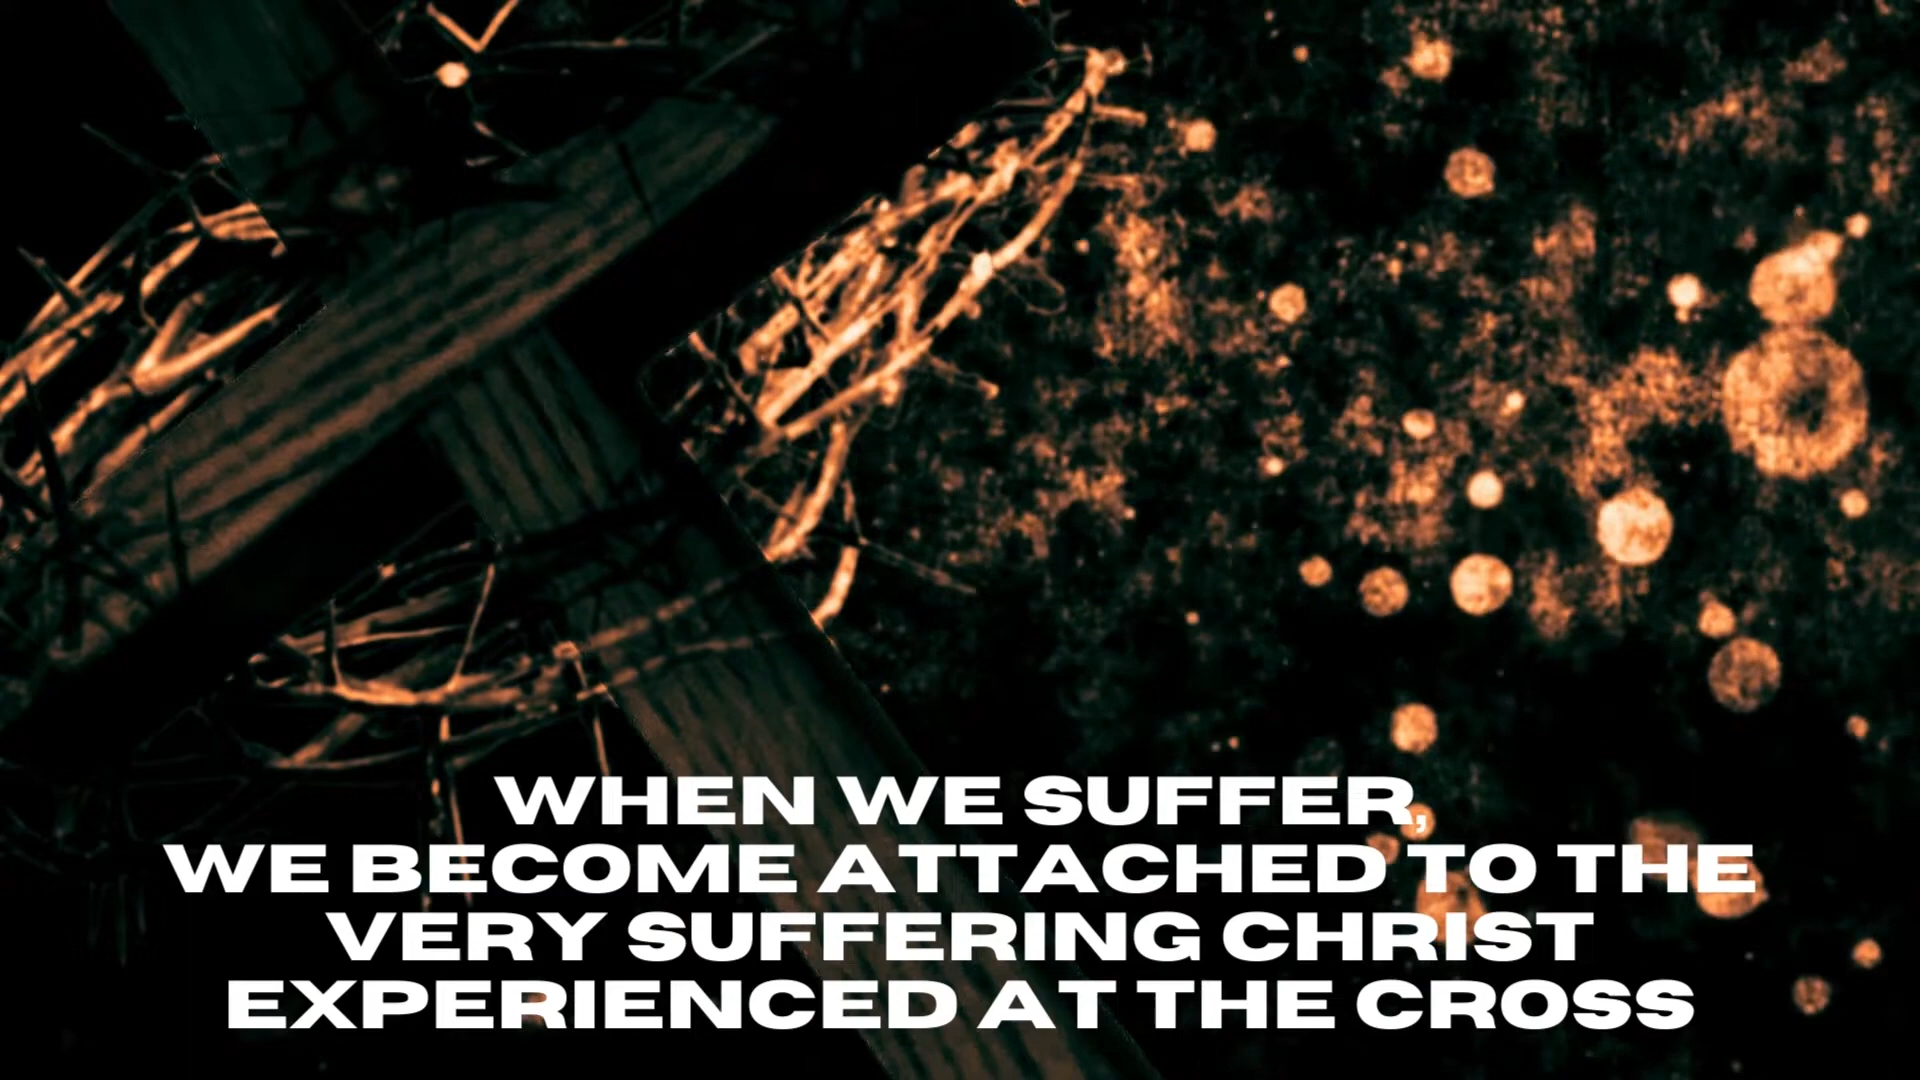 WHEN WE SUFFER,
WE BECOME ATTACHED TO THE
VERY SUFFERING CHRIST
EXPERIENCED AT THE CROSS